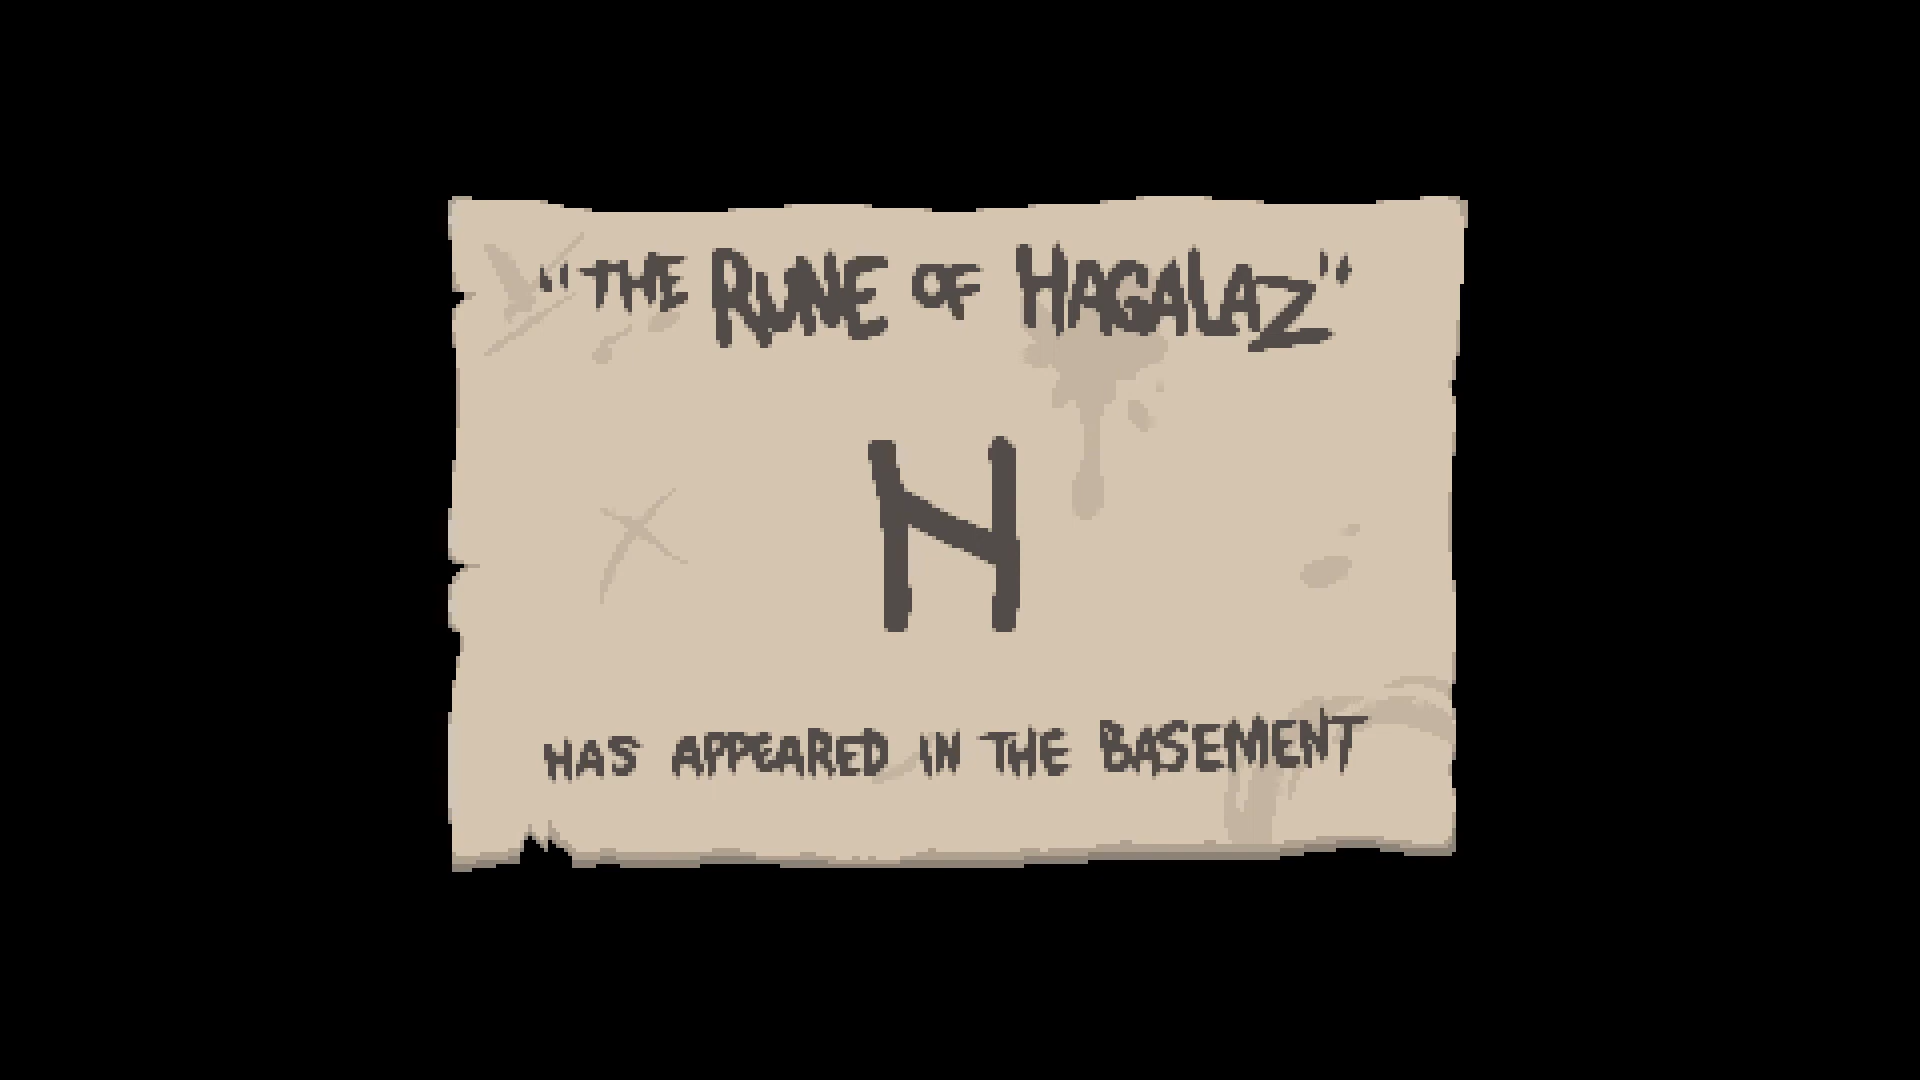 "THE RUNE OF HAGALAZ"
ᚺ
HAS APPEARED IN THE BASEMENT